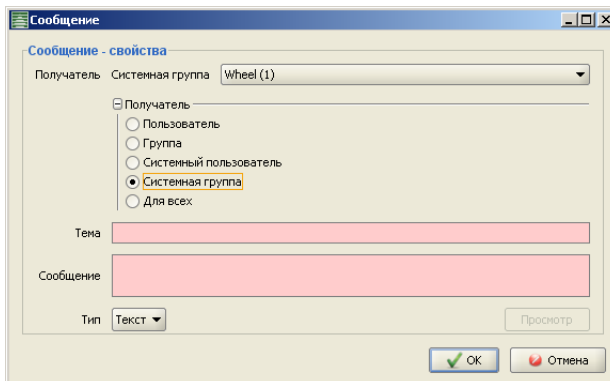 Сообщение
Сообщение - свойства
Получатель Системная группа Wheel (1)
Получатель
Пользователь
Группа
Системный пользователь
Системная группа
Для всех
Тема
Сообщение
Тип Текст Просмотр
OK Отмена